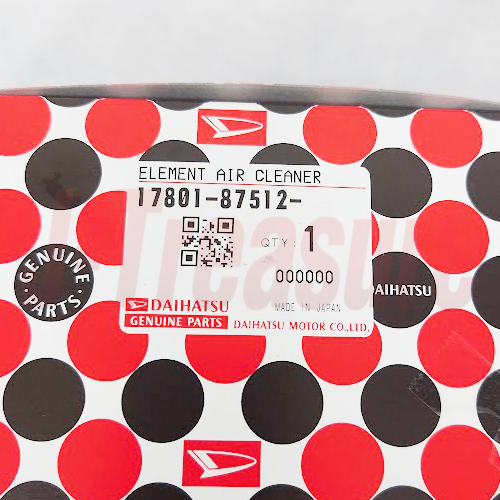 ELEMENT AIR CLEANER
17801-87512-
QTY: 1
000000
DAIHATSU
MADE IN JAPAN
GENUINE PARTS
DAIHATSU MOTOR CO.,LTD.
GENUINE PARTS
DAIHATSU
Treasure